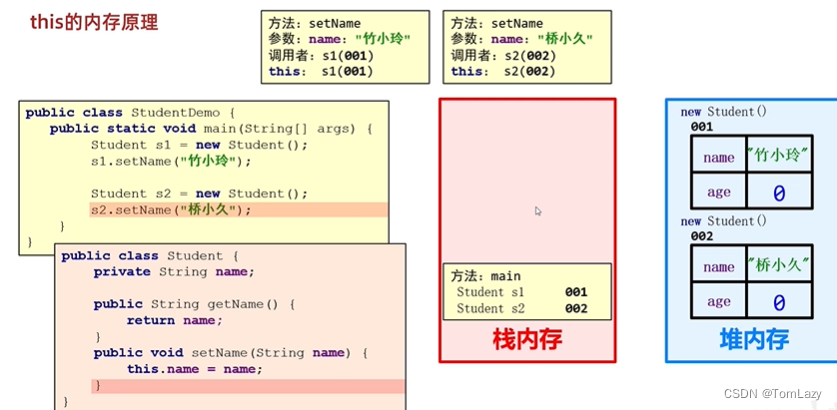 this的内存原理
方法：setName
参数：name："竹小玲"
调用者：s1(001)
this： s1(001)
方法：setName
参数：name："桥小久"
调用者：s2(002)
this： s2(002)
public class StudentDemo {
public static void main(String[] args) {
Student s1 = new Student();
s1.setName("竹小玲");
Student s2 = new Student();
s2.setName("桥小久");
}
}
public class Student {
private String name;
public String getName() {
return name;
}
public void setName(String name) {
this.name = name;
}
}
方法：main
Student s1 001
Student s2 002
栈内存
new Student()
001
name "竹小玲"
age 0
new Student()
002
name "桥小久"
age 0
堆内存
CSDN @TomLazy